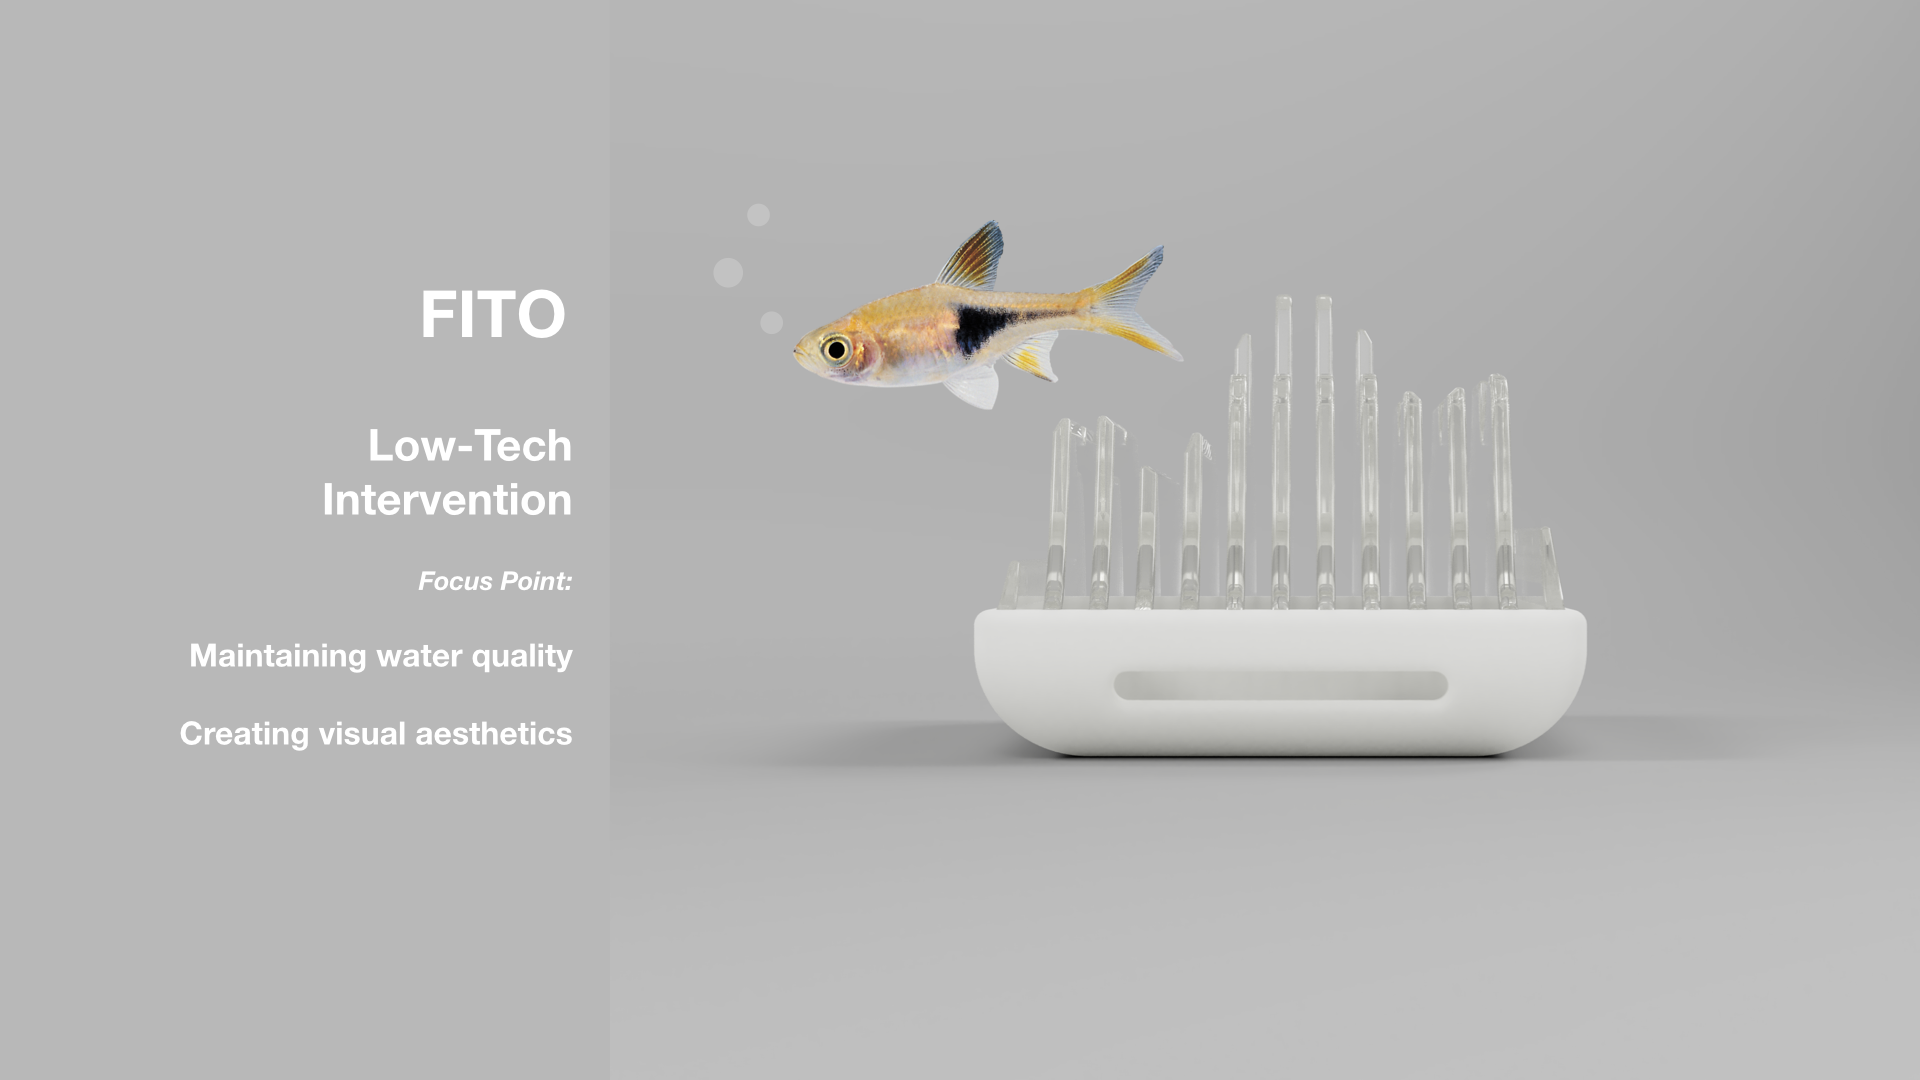 FITO
Low-Tech
Intervention
Focus Point:
Maintaining water quality
Creating visual aesthetics